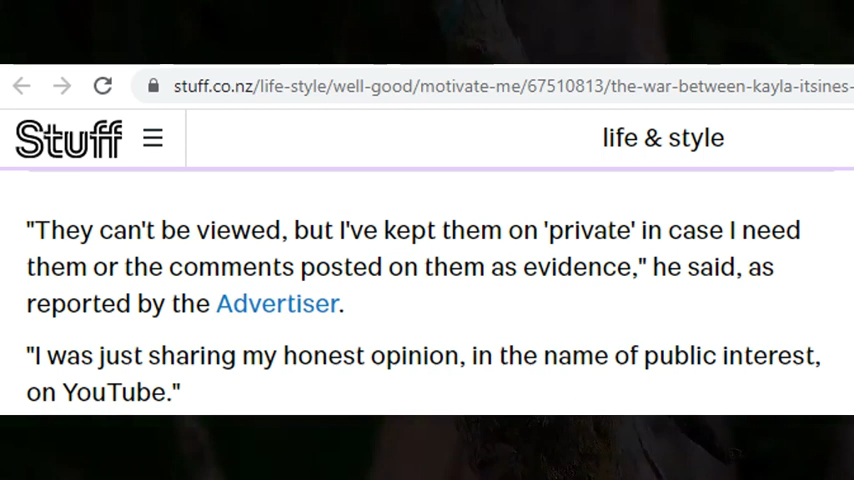 stuff.co.nz/life-style/well-good/motivate-me/67510813/the-war-between-kayla-itsines-
Stuff
life & style
"They can't be viewed, but I've kept them on 'private' in case I need
them or the comments posted on them as evidence," he said, as
reported by the Advertiser.
"I was just sharing my honest opinion, in the name of public interest,
on YouTube."